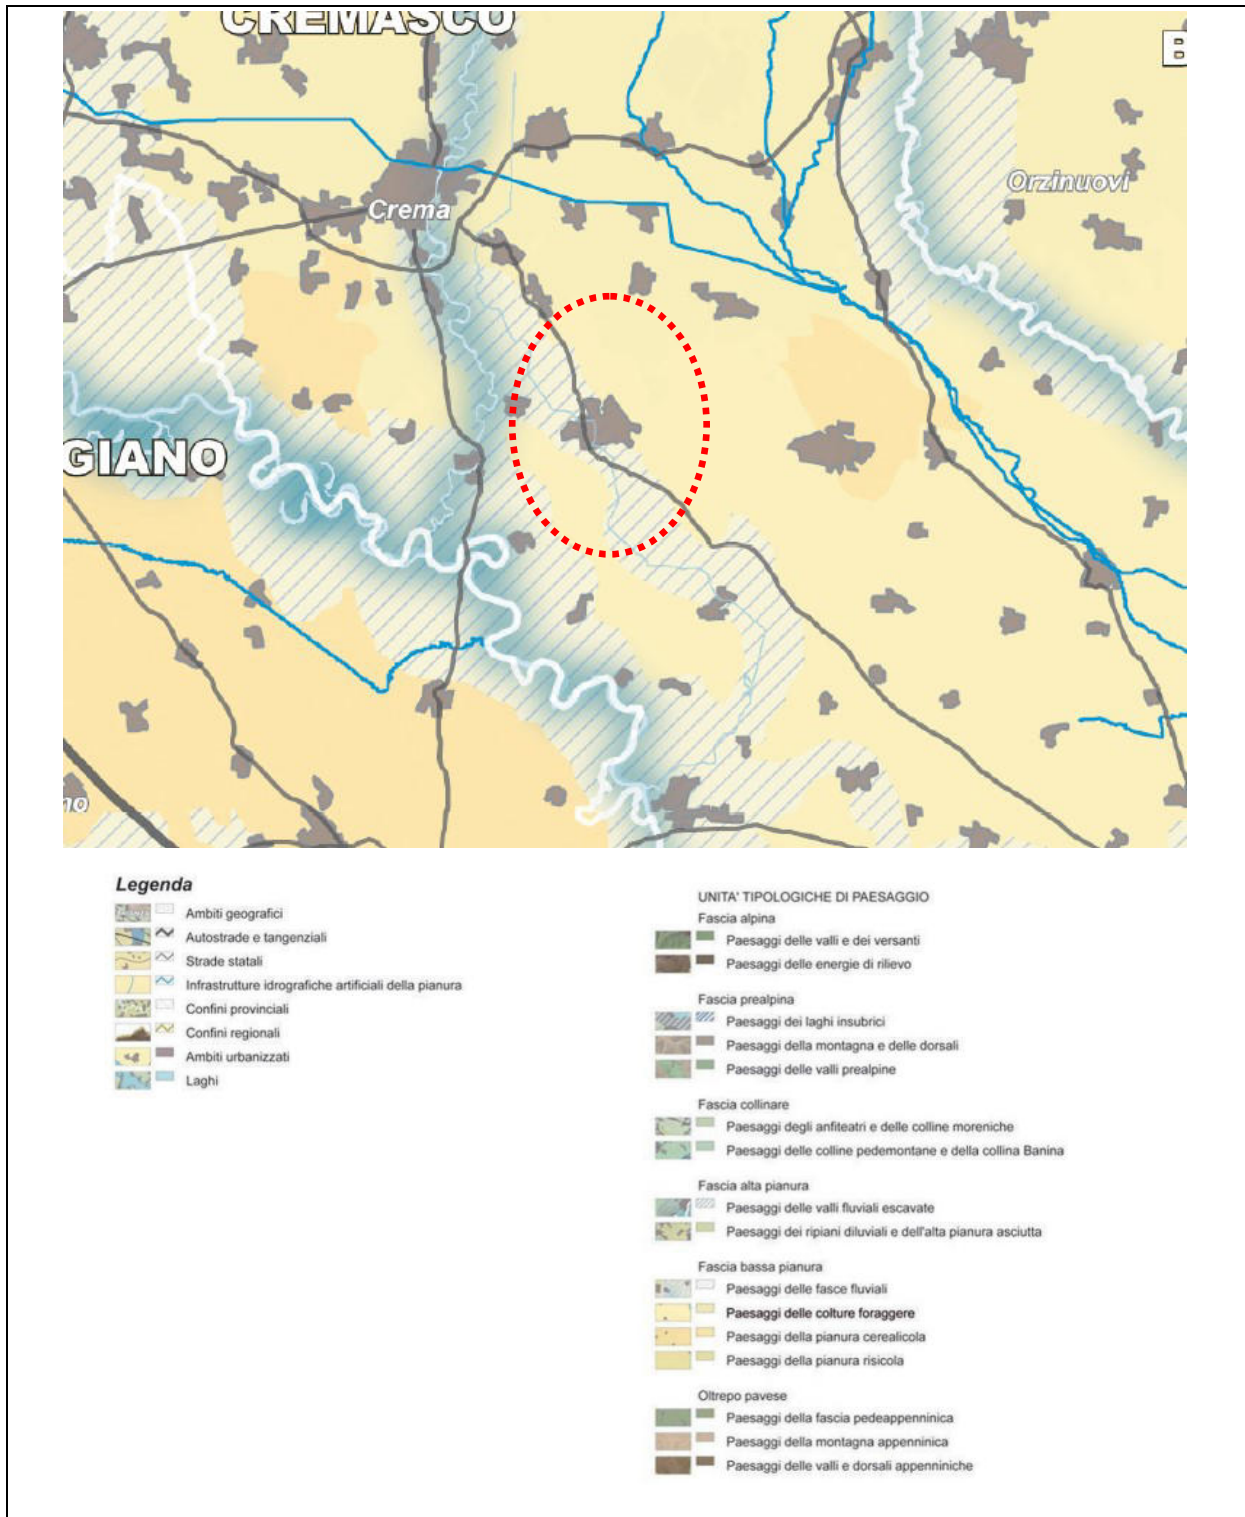 CREMASCO
B
Orzinuovi
Crema
GIANO
no
Legenda
Ambiti geografici
Autostrade e tangenziali
Strade statali
Infrastrutture idrografiche artificiali della pianura
Confini provinciali
Confini regionali
Ambiti urbanizzati
Laghi
UNITA' TIPOLOGICHE DI PAESAGGIO
Fascia alpina
Paesaggi delle valli e dei versanti
Paesaggi delle energie di rilievo
Fascia prealpina
Paesaggi dei laghi insubrici
Paesaggi della montagna e delle dorsali
Paesaggi delle valli prealpine
Fascia collinare
Paesaggi degli anfiteatri e delle colline moreniche
Paesaggi delle colline pedemontane e della collina Banina
Fascia alta pianura
Paesaggi delle valli fluviali escavate
Paesaggi dei ripiani diluviali e dell'alta pianura asciutta
Fascia bassa pianura
Paesaggi delle fasce fluviali
Paesaggi delle colture foraggere
Paesaggi della pianura cerealicola
Paesaggi della pianura risicola
Oltrepo pavese
Paesaggi della fascia pedeappenninica
Paesaggi della montagna appenninica
Paesaggi delle valli e dorsali appenniniche